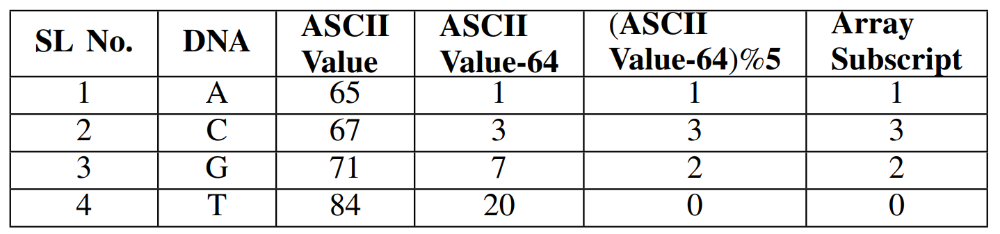 SL No. DNA ASCII Value ASCII Value-64 (ASCII Value-64)%5 Array Subscript
1 A 65 1 1 1
2 C 67 3 3 3
3 G 71 7 2 2
4 T 84 20 0 0